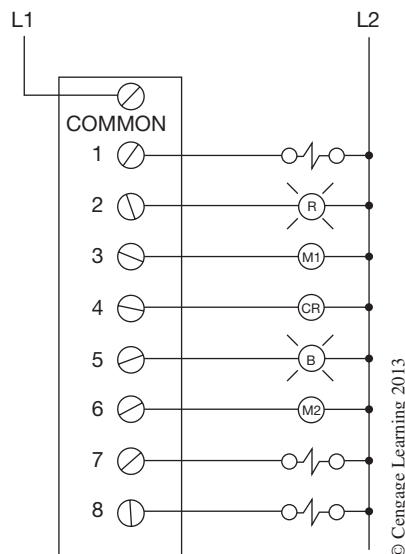 L1 L2
COMMON
1
2 R
3 M1
4 CR
5 B
6 M2
7
8
© Cengage Learning 2013